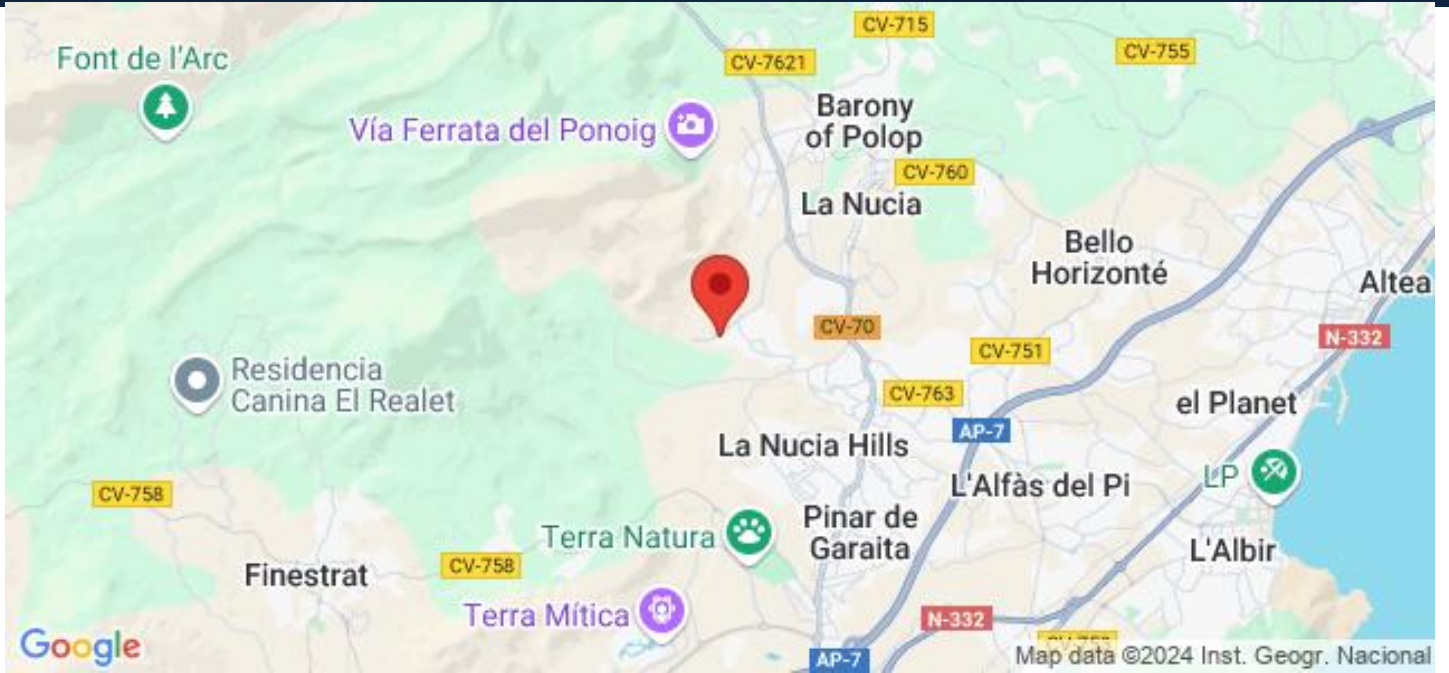 CV-715
Font de l'Arc
CV-7621
CV-755
Barony
of Polop
Vía Ferrata del Ponoig
CV-760
La Nucia
Bello
Horizonté
Altea
CV-70
N-332
CV-751
Residencia
Canina El Realet
CV-763
el Planet
AP-7
La Nucia Hills
LP
L'Alfàs del Pi
CV-758
Pinar de
Garaita
Terra Natura
L'Albir
Finestrat
CV-758
Terra Mítica
N-332
Google
AP-7
Map data ©2024 Inst. Geogr. Nacional